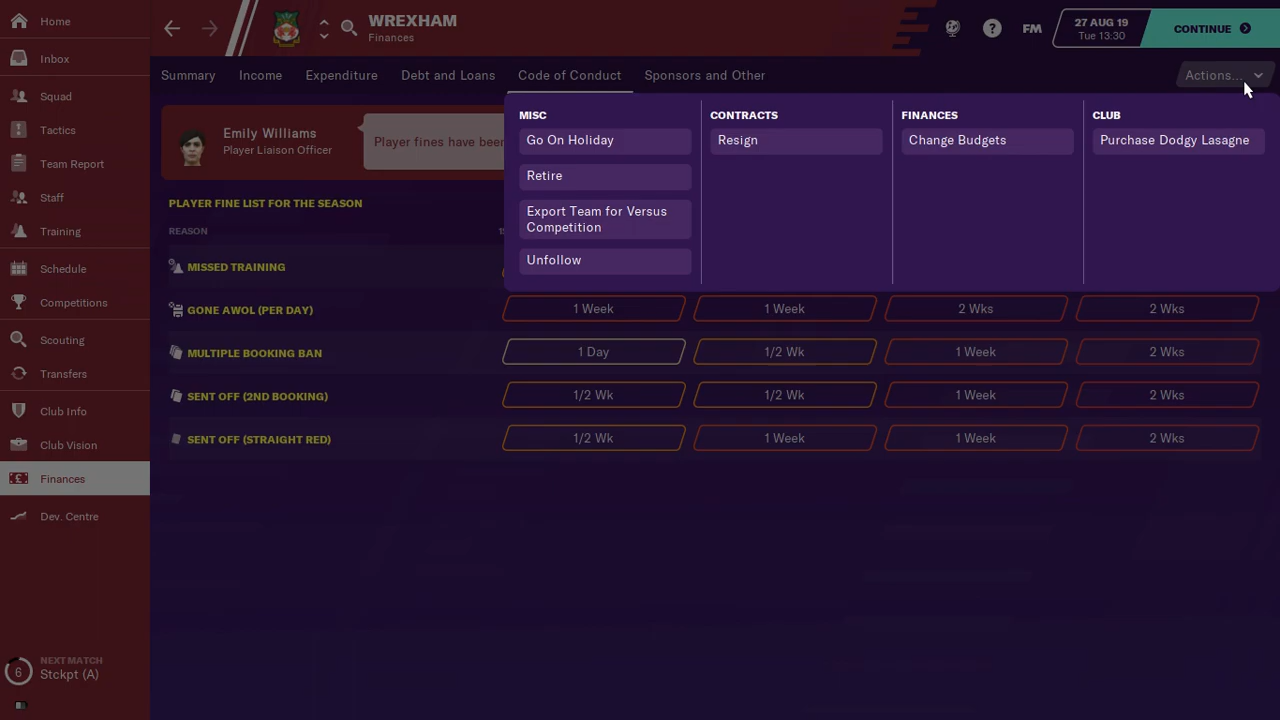 Home
WREXHAM
Finances
FM
27 AUG 19
Tue 13:30
CONTINUE
Inbox
Squad
Tactics
Team Report
Staff
Training
Schedule
Competitions
Scouting
Transfers
Club Info
Club Vision
Finances
Dev. Centre
NEXT MATCH
6
Stckpt (A)
Summary
Income
Expenditure
Debt and Loans
Code of Conduct
Sponsors and Other
Actions...
MISC
Go On Holiday
Retire
Export Team for Versus
Competition
Unfollow
CONTRACTS
Resign
FINANCES
Change Budgets
CLUB
Purchase Dodgy Lasagne
Emily Williams
Player Liaison Officer
Player fines have been
PLAYER FINE LIST FOR THE SEASON
REASON
MISSED TRAINING
GONE AWOL (PER DAY) 1 Week 1 Week 2 Wks 2 Wks
MULTIPLE BOOKING BAN 1 Day 1/2 Wk 1 Week 2 Wks
SENT OFF (2ND BOOKING) 1/2 Wk 1/2 Wk 1 Week 2 Wks
SENT OFF (STRAIGHT RED) 1/2 Wk 1 Week 1 Week 2 Wks